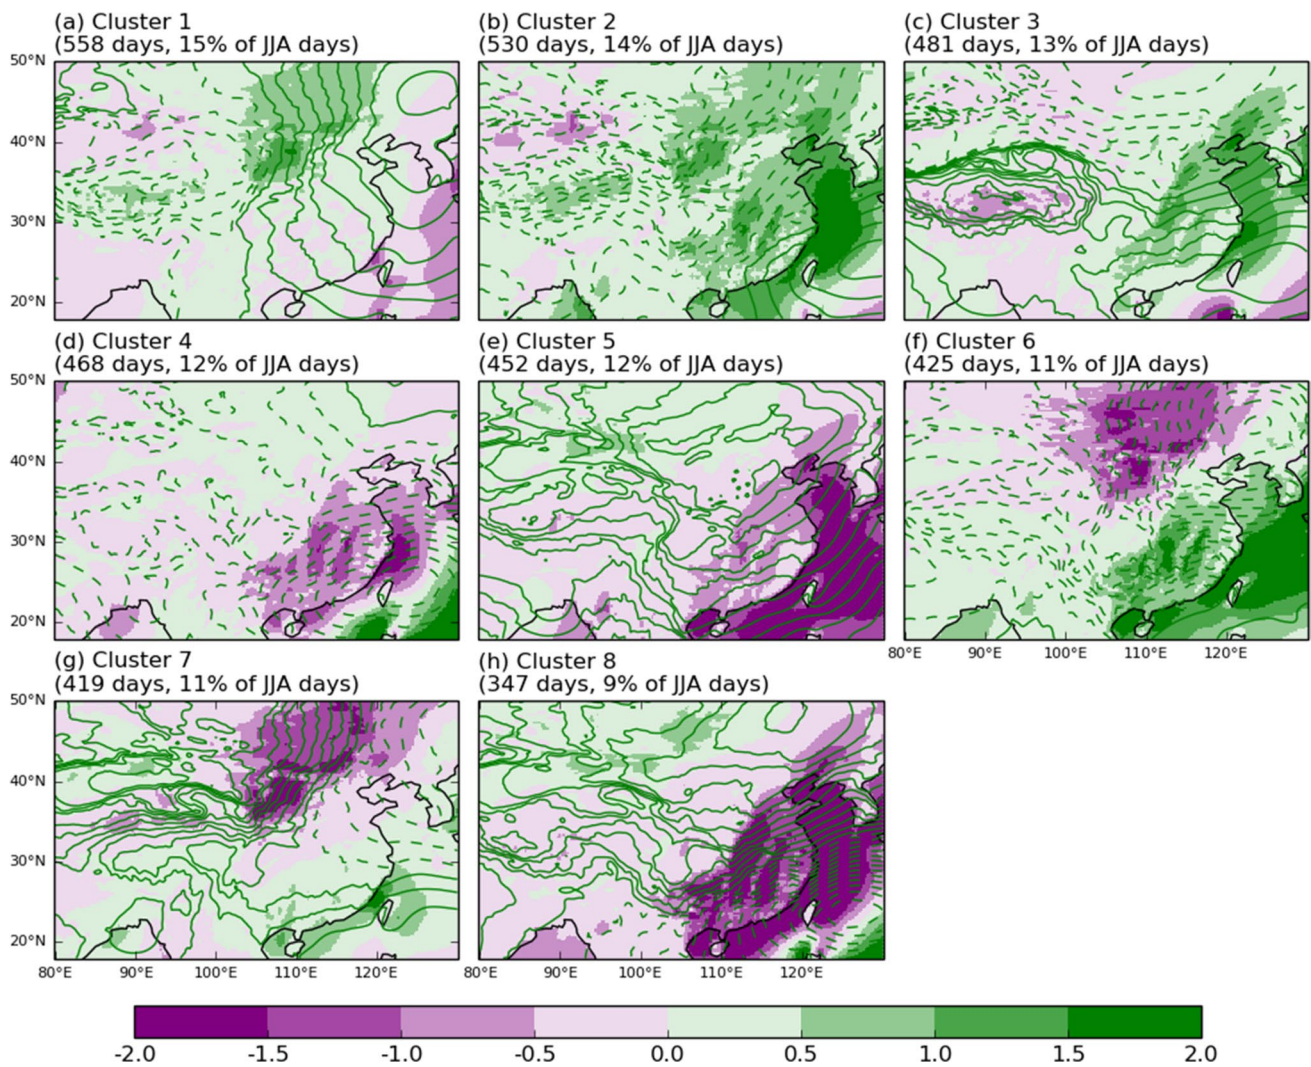 (a) Cluster 1
(558 days, 15% of JJA days)
(b) Cluster 2
(530 days, 14% of JJA days)
(c) Cluster 3
(481 days, 13% of JJA days)
50°N
40°N
30°N
20°N
(d) Cluster 4
(468 days, 12% of JJA days)
(e) Cluster 5
(452 days, 12% of JJA days)
(f) Cluster 6
(425 days, 11% of JJA days)
50°N
40°N
30°N
20°N
80°E 90°E 100°E 110°E 120°E
(g) Cluster 7
(419 days, 11% of JJA days)
(h) Cluster 8
(347 days, 9% of JJA days)
50°N
40°N
30°N
20°N
80°E 90°E 100°E 110°E 120°E
80°E 90°E 100°E 110°E 120°E
-2.0 -1.5 -1.0 -0.5 0.0 0.5 1.0 1.5 2.0